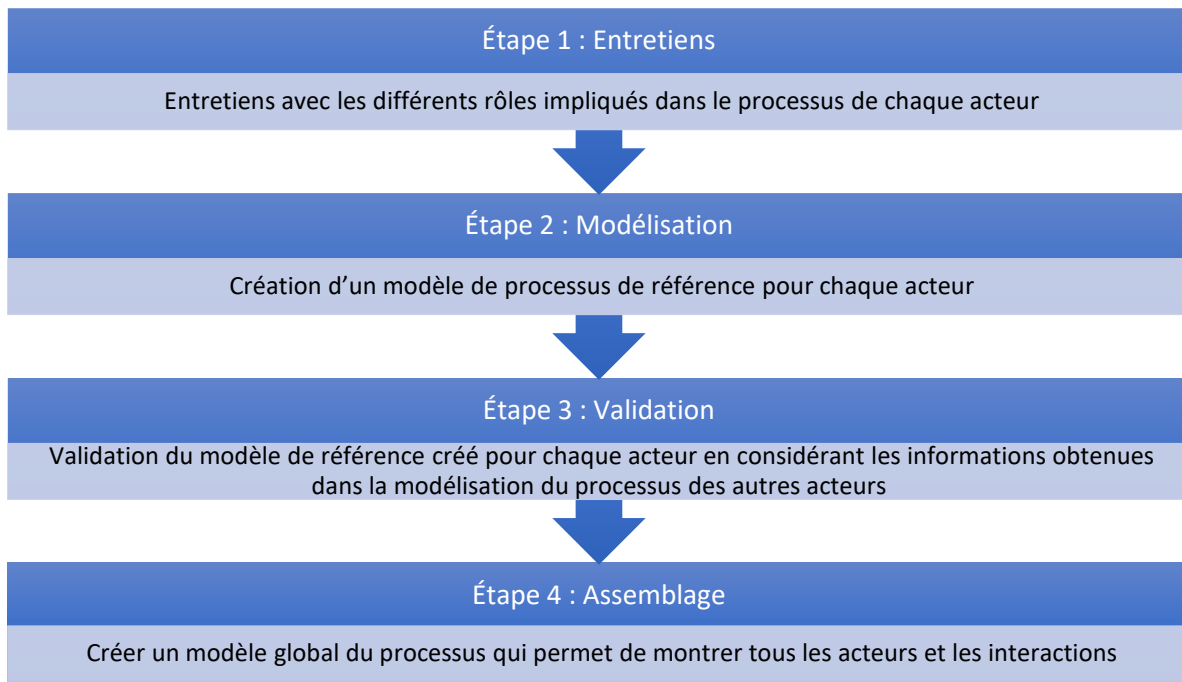 Étape 1 : Entretiens
Entretiens avec les différents rôles impliqués dans le processus de chaque acteur
Étape 2 : Modélisation
Création d’un modèle de processus de référence pour chaque acteur
Étape 3 : Validation
Validation du modèle de référence créé pour chaque acteur en considérant les informations obtenues
dans la modélisation du processus des autres acteurs
Étape 4 : Assemblage
Créer un modèle global du processus qui permet de montrer tous les acteurs et les interactions